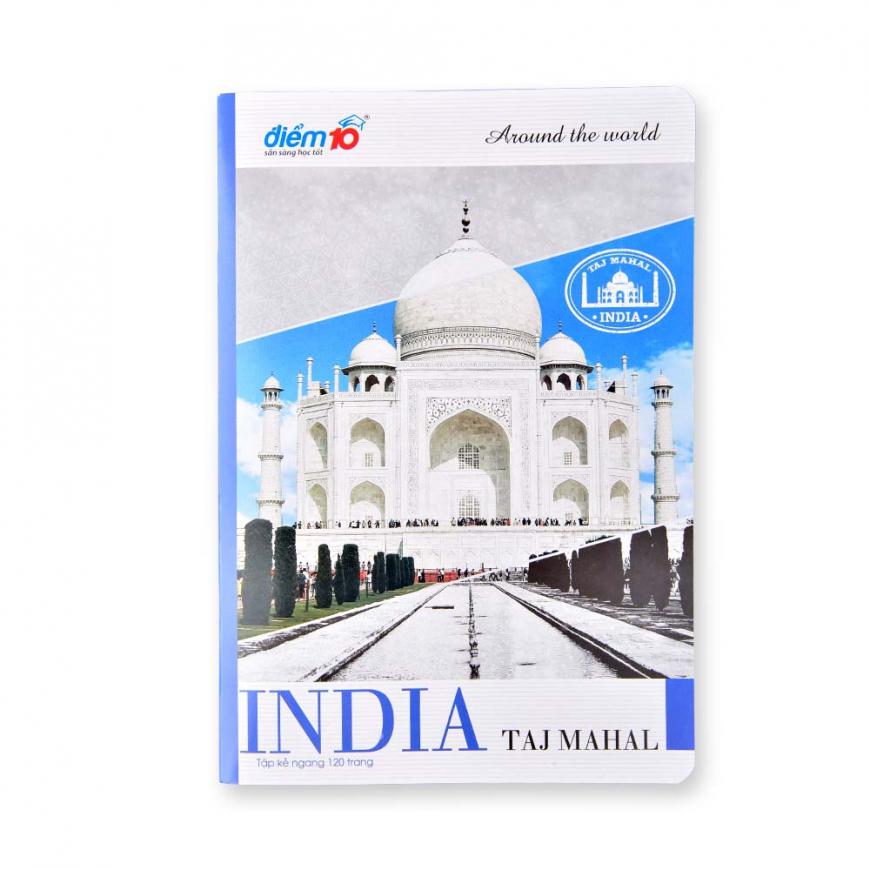 điểm10®
sẵn sàng học tốt
Around the world
TAJ MAHAL
INDIA
INDIA
TAJ MAHAL
Tập kẻ ngang 120 trang